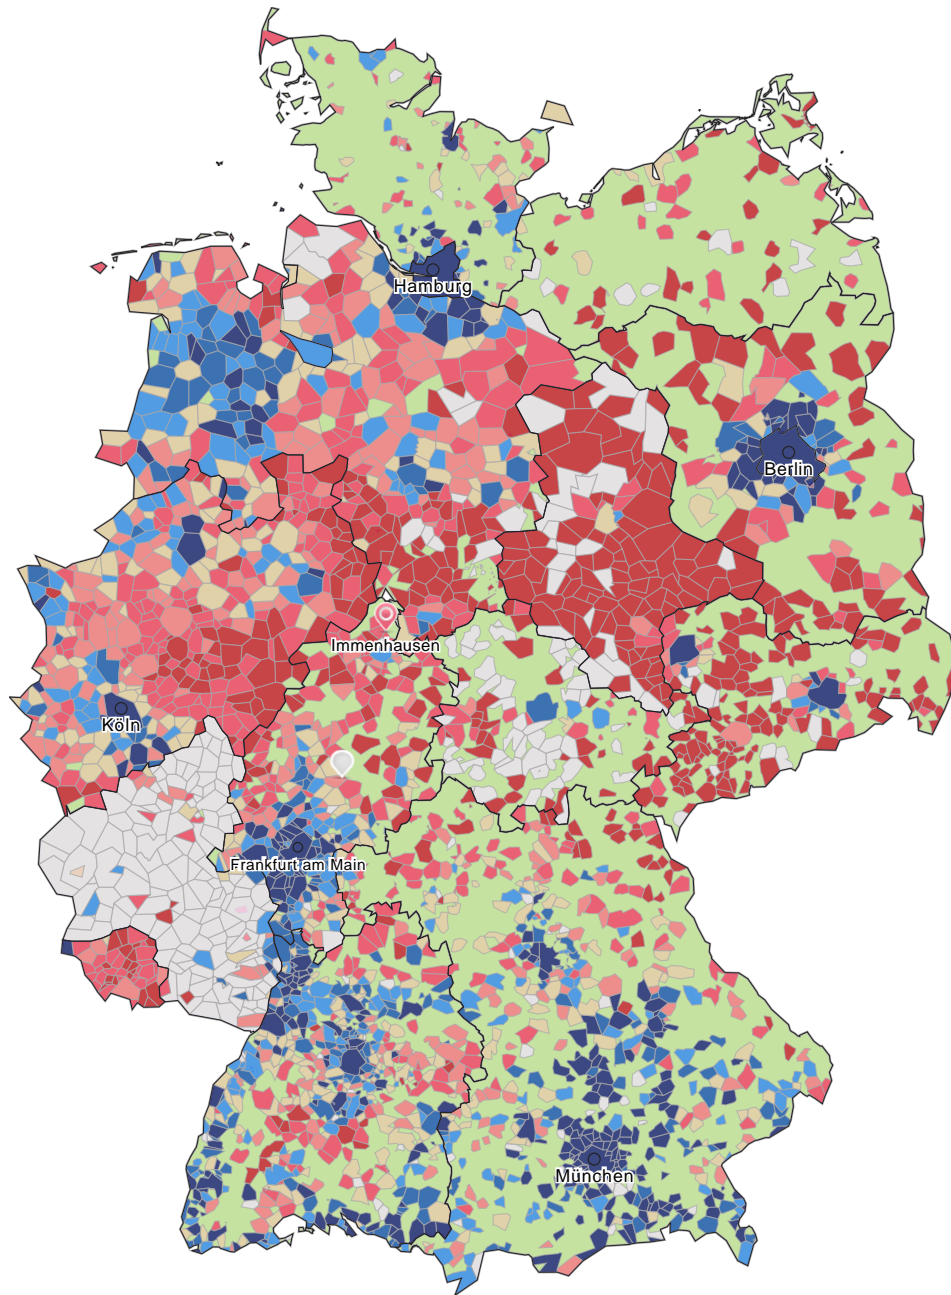 Hamburg
Berlin
Immenhausen
Köln
Frankfurt am Main
München